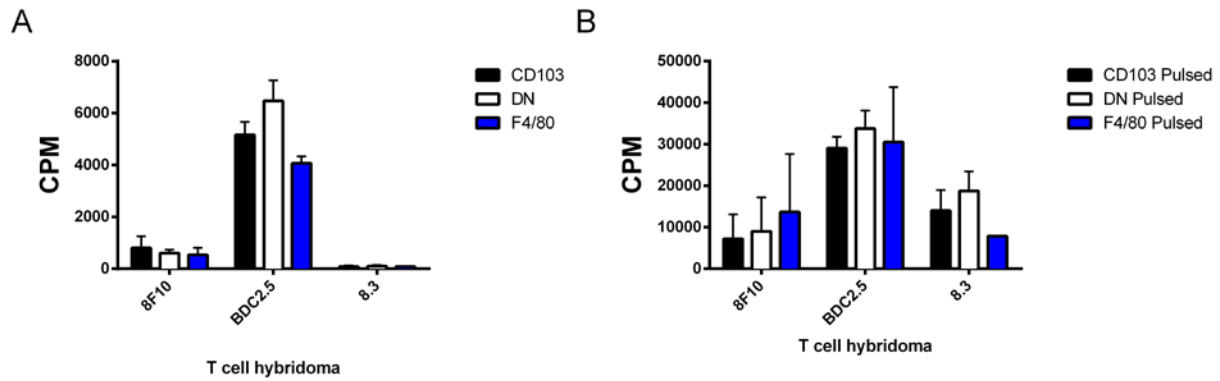 A
CPM
8000
6000
4000
2000
0
8F10
BDC2.5
8.3
T cell hybridoma
CD103
DN
F4/80
B
CPM
50000
40000
30000
20000
10000
0
8F10
BDC2.5
8.3
T cell hybridoma
CD103 Pulsed
DN Pulsed
F4/80 Pulsed